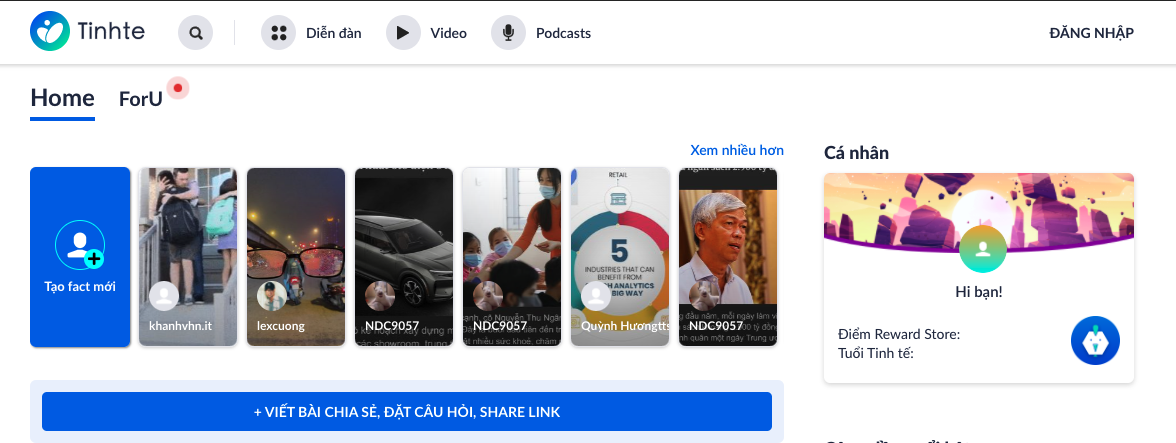 Tinhte
Diễn đàn
Video
Podcasts
ĐĂNG NHẬP
Home
ForU
Xem nhiều hơn
Tạo fact mới
khanhvhn.it
lexcuong
NDC9057
NDC9057
RETAIL
5
INDUSTRIES THAT CAN
BENEFIT FROM
ANALYTICS
BIG WAY
Quỳnh Hươngtts
NDC9057
+ VIẾT BÀI CHIA SẺ, ĐẶT CÂU HỎI, SHARE LINK
Cá nhân
Hi bạn!
Điểm Reward Store:
Tuổi Tinh tế: